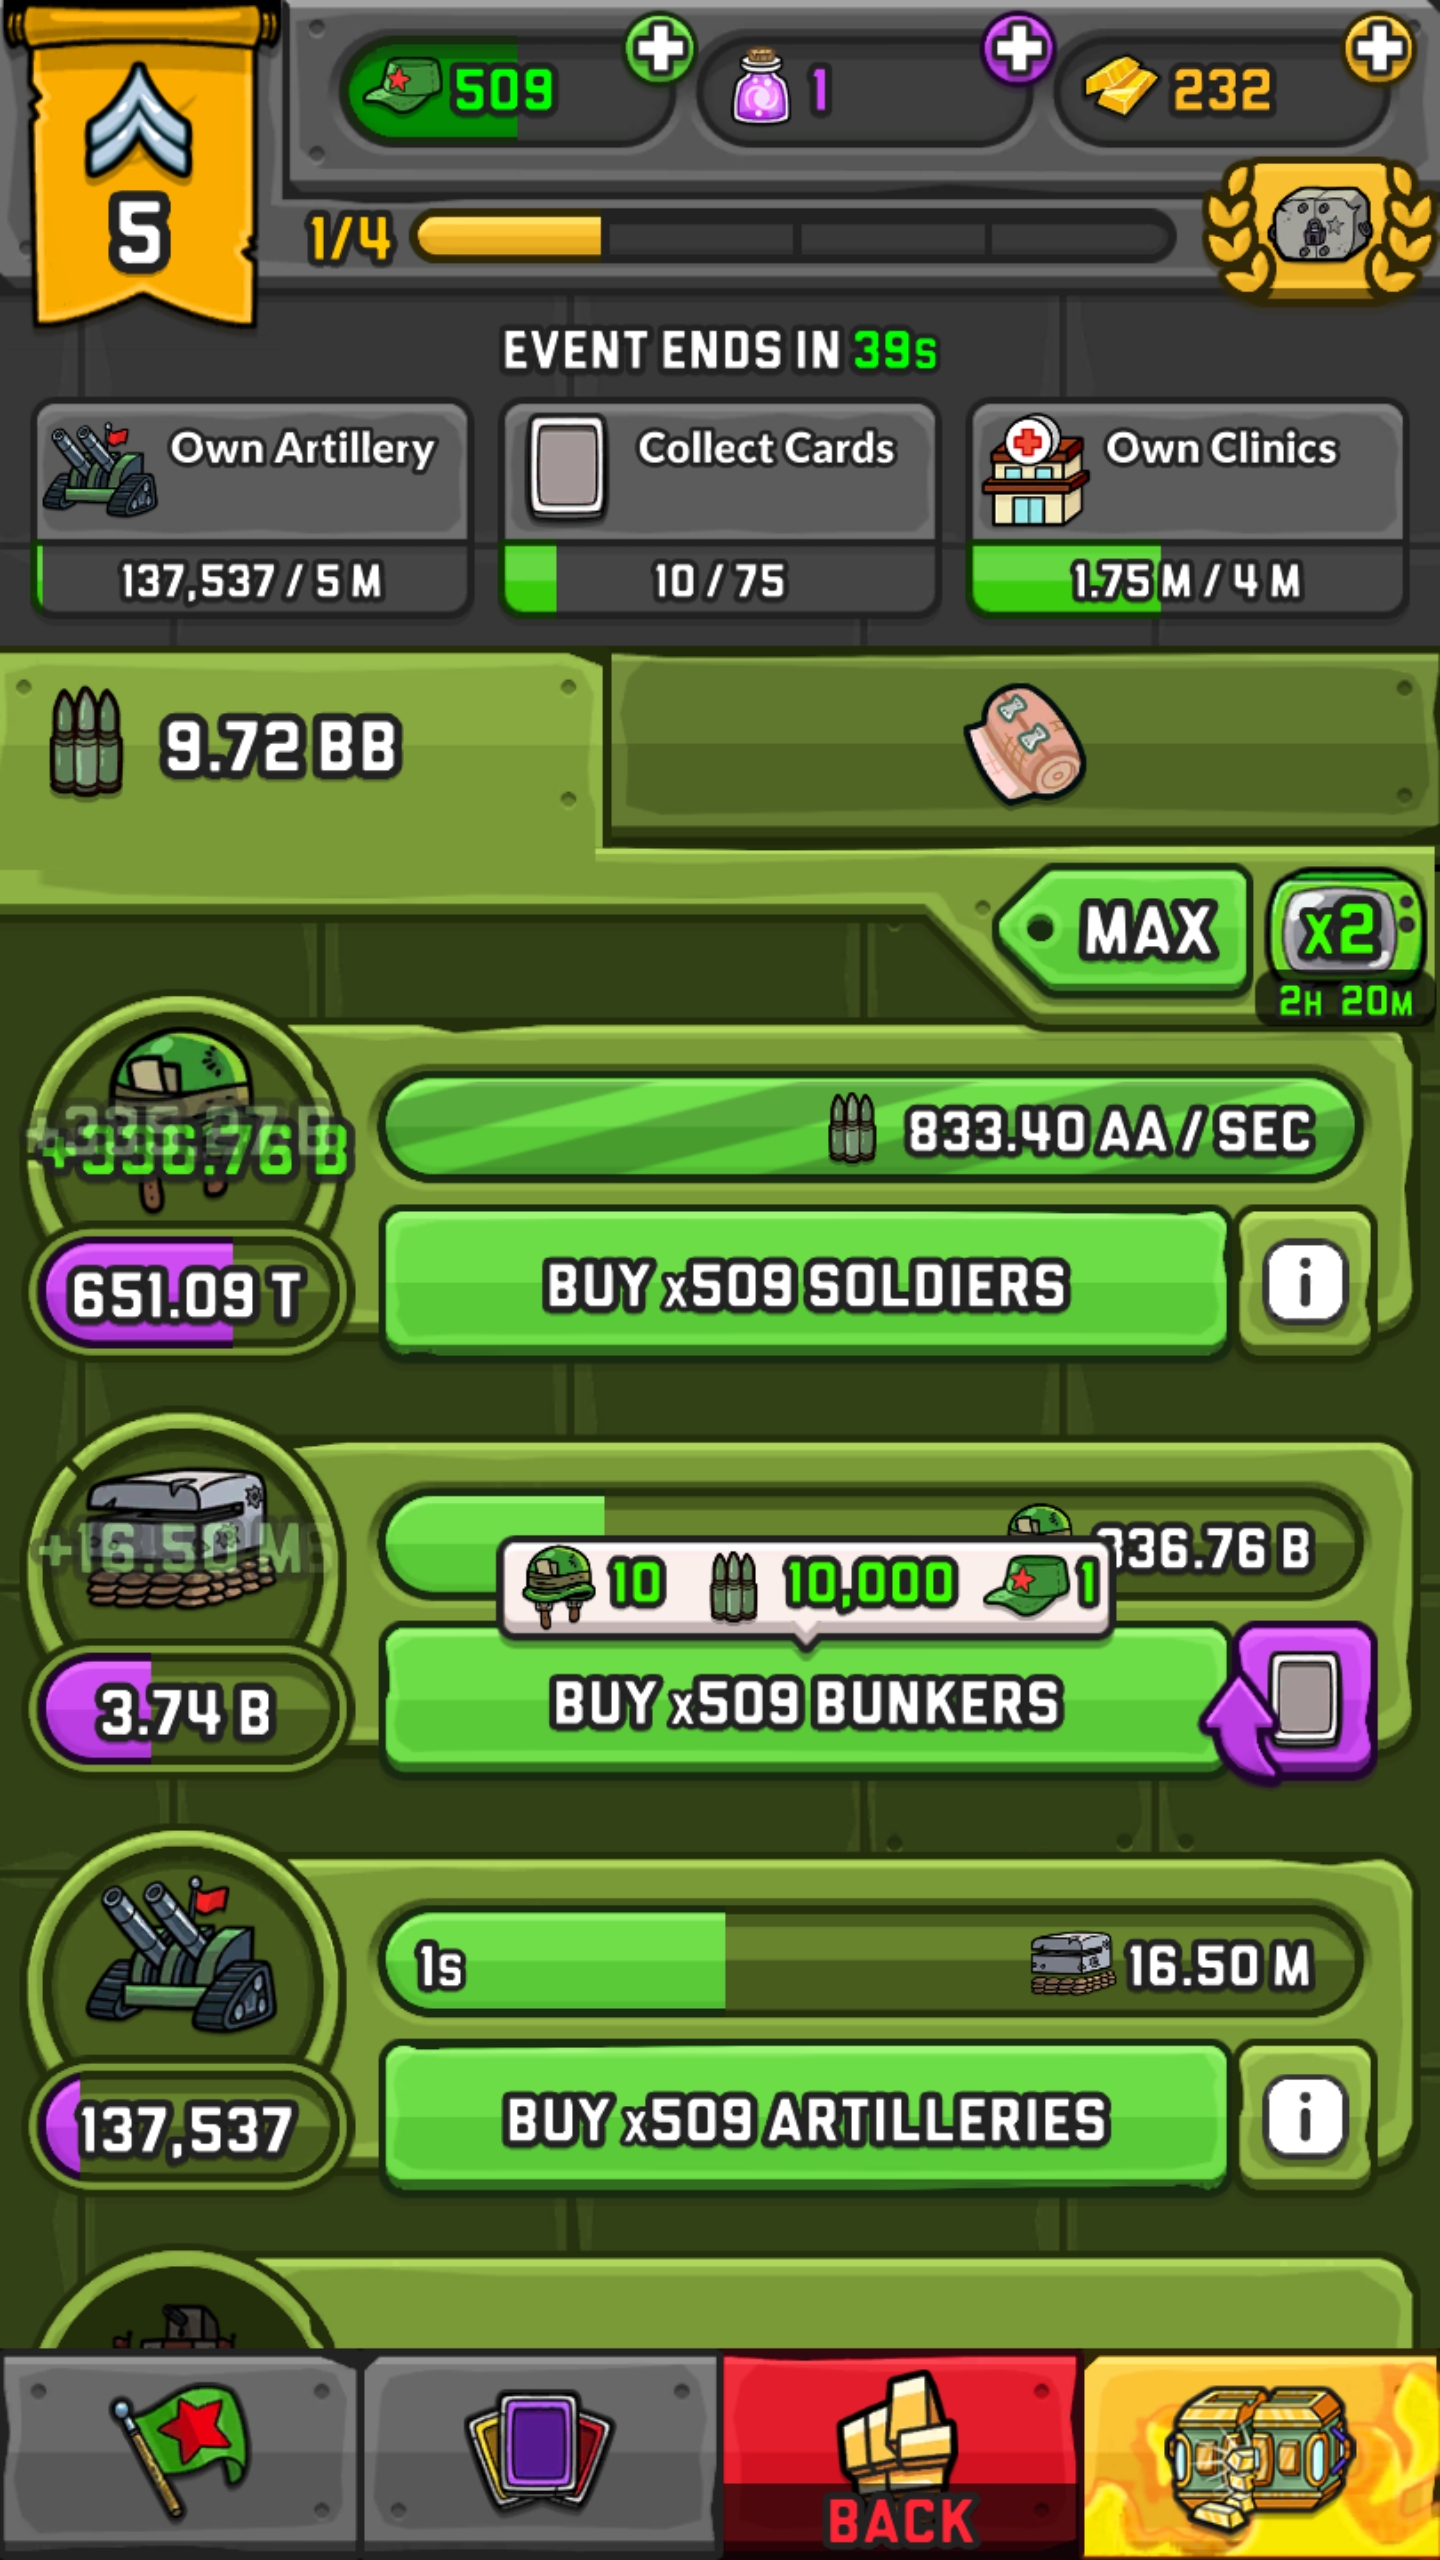 509
1
232
5
1/4
EVENT ENDS IN 39s
Own Artillery
137,537 / 5 M
Collect Cards
10 / 75
Own Clinics
1.75 M / 4 M
9.72 BB
MAX
x2
2H 20M
+336.76 B
833.40 AA / SEC
651.09 T
BUY x509 SOLDIERS
i
+16.50 M
336.76 B
10 10,000 1
3.74 B
BUY x509 BUNKERS
1s
16.50 M
137,537
BUY x509 ARTILLERIES
i
BACK